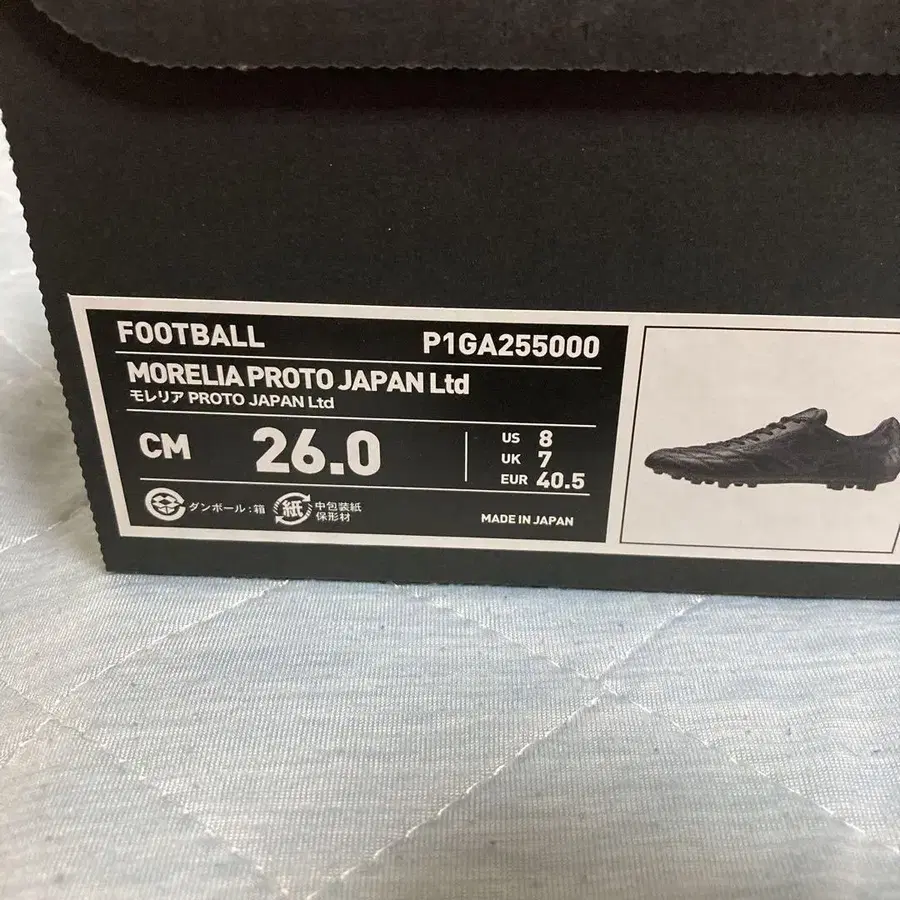 FOOTBALL P1GA255000
MORELIA PROTO JAPAN Ltd
モレリア PROTO JAPAN Ltd
CM 26.0
US 8
UK 7
EUR 40.5
ダンボール:箱
紙 中包装紙
保形材
MADE IN JAPAN